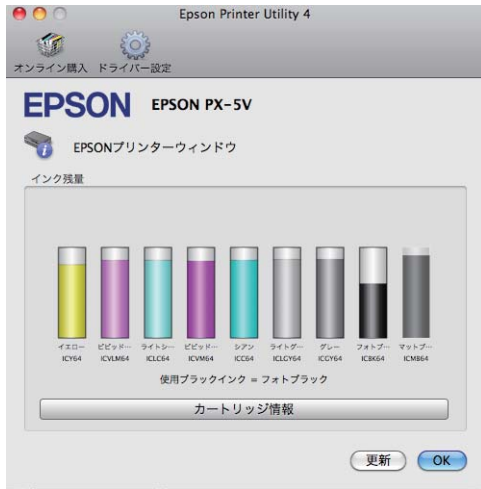 Epson Printer Utility 4
オンライン購入 ドライバー設定
EPSON EPSON PX-5V
EPSONプリンターウィンドウ
インク残量
イエロー ビビッド… ライトシ… ビビッド… シアン ライトグ… グレー フォトブ… マットブ…
ICY64 ICVLM64 ICLC64 ICVM64 ICC64 ICLGY64 ICGY64 ICBK64 ICMB64
使用ブラックインク = フォトブラック
カートリッジ情報
更新 OK